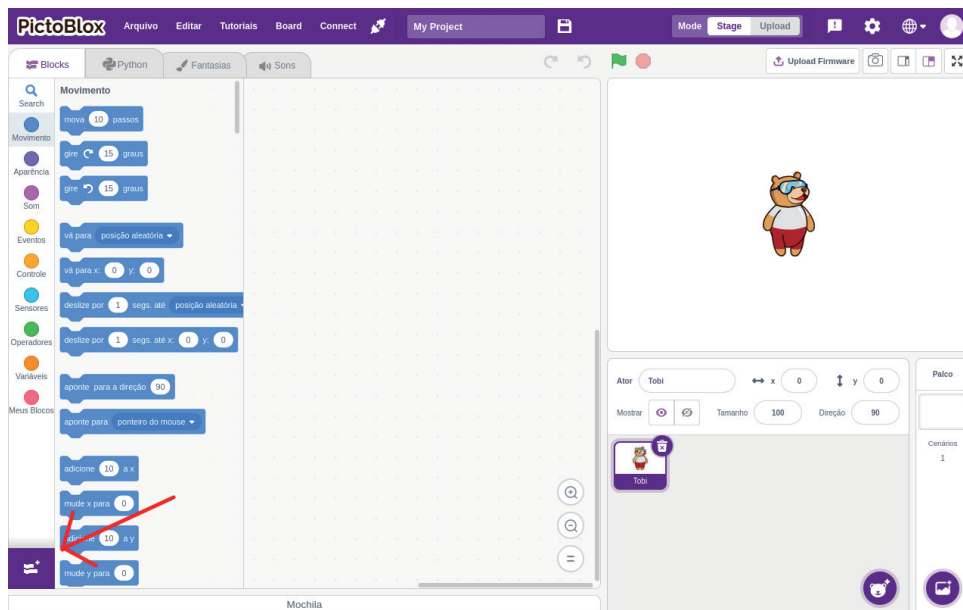 PictoBlox Arquivo Editar Tutoriais Board Connect My Project Mode Stage Upload
Blocks Python Fantasias Sons Upload Firmware
Search
Movimento
Aparência
Som
Eventos
Controle
Sensores
Operadores
Variáveis
Meus Blocos
Movimento
mova 10 passos
gire 15 graus
gire 15 graus
vá para posição aleatória
vá para x: 0 y: 0
deslize por 1 segs. até posição aleatória
deslize por 1 segs. até x: 0 y: 0
aponte para a direção 90
aponte para ponteiro do mouse
adicione 10 a x
mude x para 0
adicione 10 a y
mude y para 0
Ator Tobi x 0 y 0
Mostrar Tamanho 100 Direção 90
Tobi
Palco
Cenários
1
Mochila